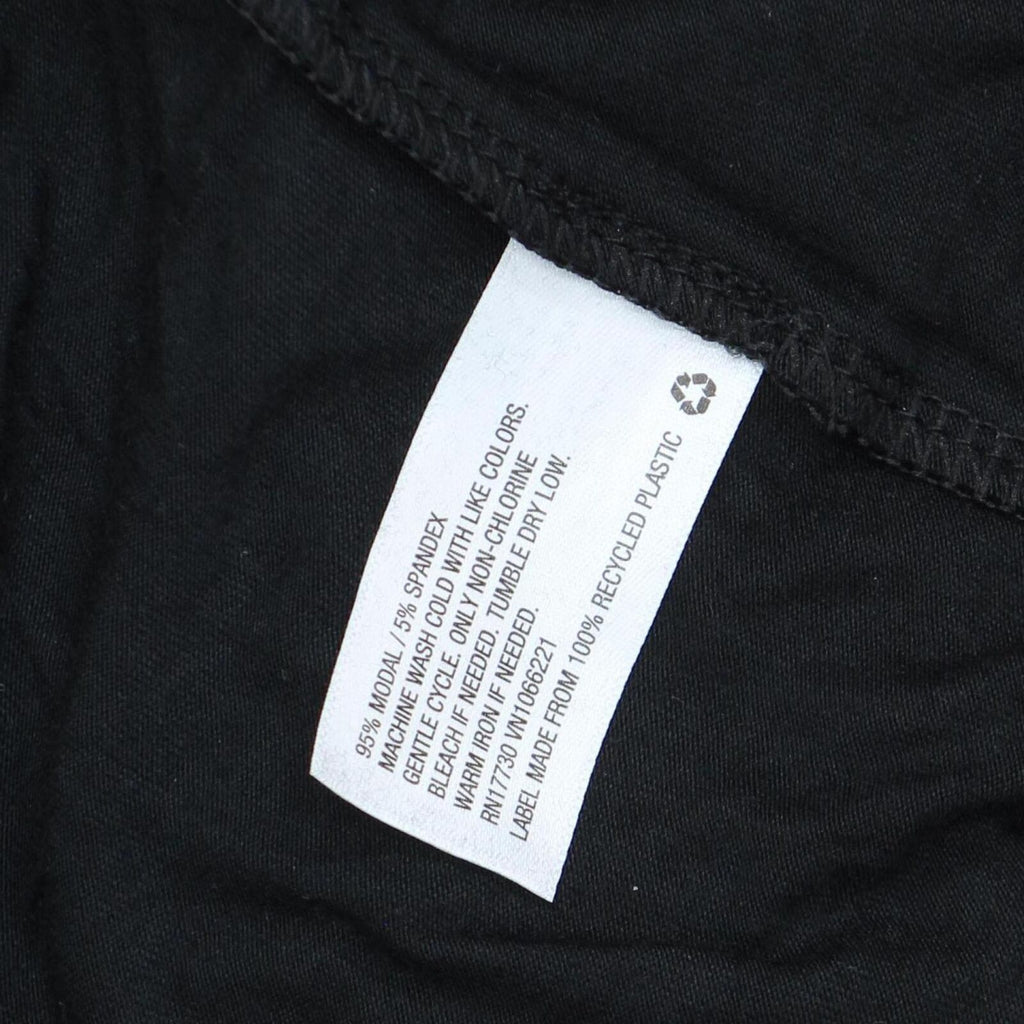 95% MODAL / 5% SPANDEX
MACHINE WASH COLD WITH LIKE COLORS.
GENTLE CYCLE. ONLY NON-CHLORINE
BLEACH IF NEEDED. TUMBLE DRY LOW.
WARM IRON IF NEEDED.
RN17730 VN1066221
LABEL MADE FROM 100% RECYCLED PLASTIC